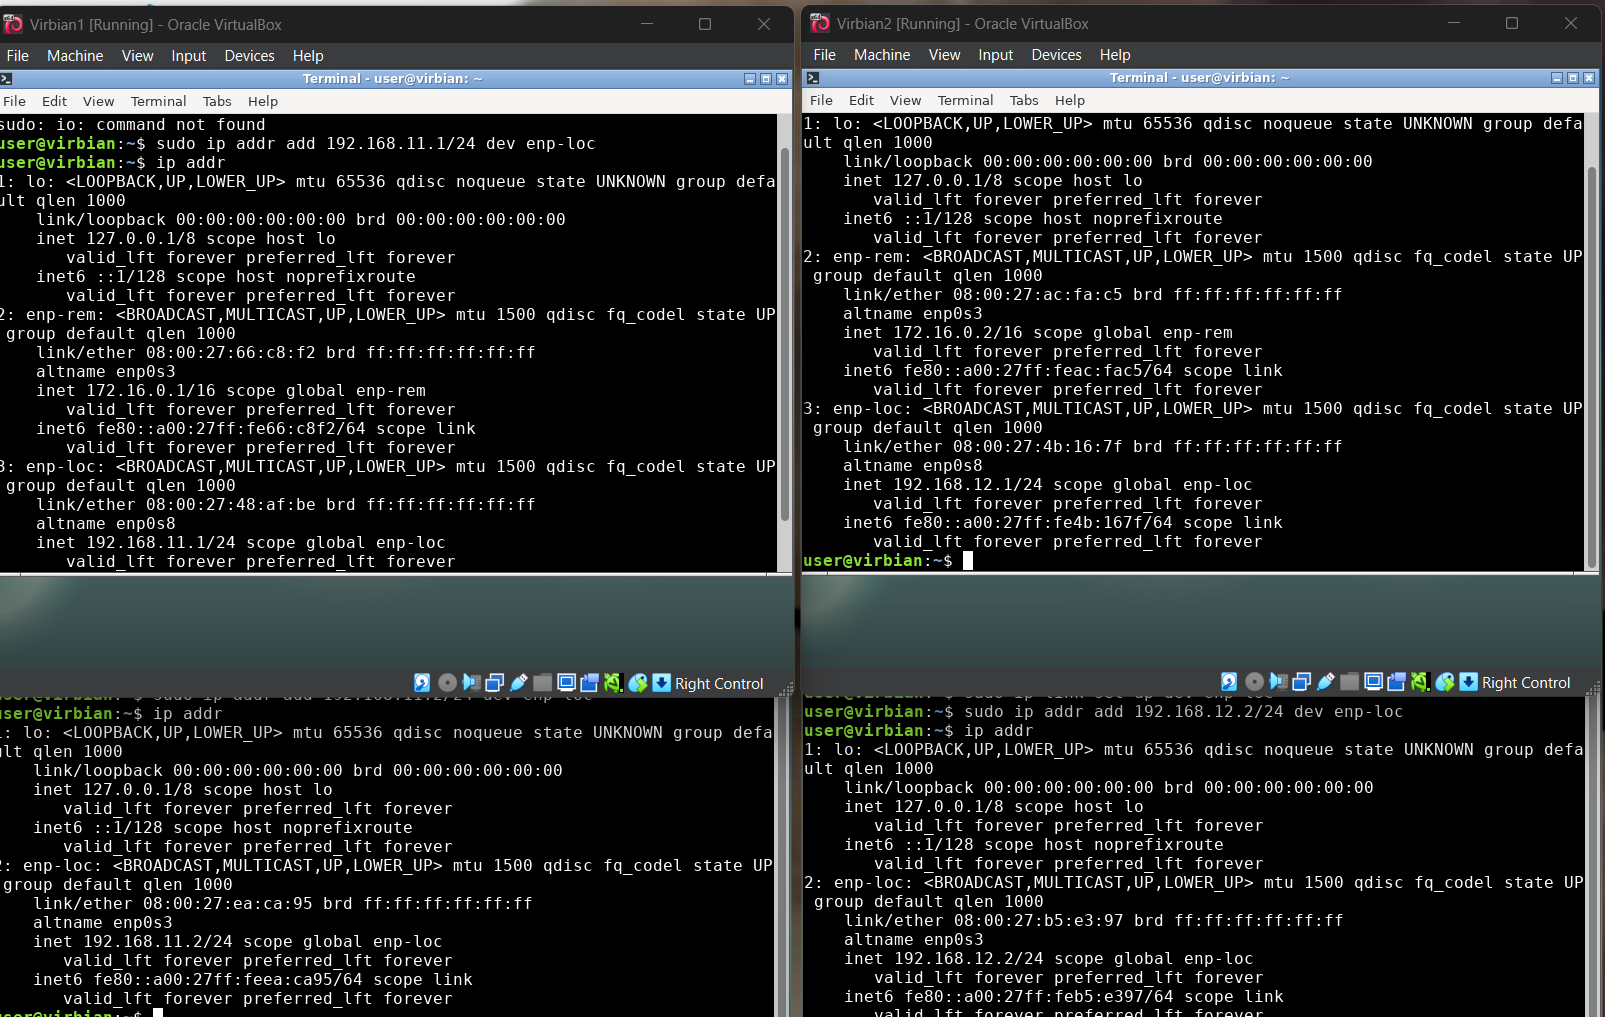 Virbian1 [Running] - Oracle VirtualBox
File Machine View Input Devices Help
Terminal - user@virbian: ~
File Edit View Terminal Tabs Help
sudo: io: command not found
user@virbian:~$ sudo ip addr add 192.168.11.1/24 dev enp-loc
user@virbian:~$ ip addr
1: lo: <LOOPBACK,UP,LOWER_UP> mtu 65536 qdisc noqueue state UNKNOWN group defa
ult qlen 1000
link/loopback 00:00:00:00:00:00 brd 00:00:00:00:00:00
inet 127.0.0.1/8 scope host lo
valid_lft forever preferred_lft forever
inet6 ::1/128 scope host noprefixroute
valid_lft forever preferred_lft forever
2: enp-rem: <BROADCAST,MULTICAST,UP,LOWER_UP> mtu 1500 qdisc fq_codel state UP
group default qlen 1000
link/ether 08:00:27:66:c8:f2 brd ff:ff:ff:ff:ff:ff
altname enp0s3
inet 172.16.0.1/16 scope global enp-rem
valid_lft forever preferred_lft forever
inet6 fe80::a00:27ff:fe66:c8f2/64 scope link
valid_lft forever preferred_lft forever
3: enp-loc: <BROADCAST,MULTICAST,UP,LOWER_UP> mtu 1500 qdisc fq_codel state UP
group default qlen 1000
link/ether 08:00:27:48:af:be brd ff:ff:ff:ff:ff:ff
altname enp0s8
inet 192.168.11.1/24 scope global enp-loc
valid_lft forever preferred_lft forever
Right Control
Virbian2 [Running] - Oracle VirtualBox
File Machine View Input Devices Help
Terminal - user@virbian: ~
File Edit View Terminal Tabs Help
1: lo: <LOOPBACK,UP,LOWER_UP> mtu 65536 qdisc noqueue state UNKNOWN group defa
ult qlen 1000
link/loopback 00:00:00:00:00:00 brd 00:00:00:00:00:00
inet 127.0.0.1/8 scope host lo
valid_lft forever preferred_lft forever
inet6 ::1/128 scope host noprefixroute
valid_lft forever preferred_lft forever
2: enp-rem: <BROADCAST,MULTICAST,UP,LOWER_UP> mtu 1500 qdisc fq_codel state UP
group default qlen 1000
link/ether 08:00:27:ac:fa:c5 brd ff:ff:ff:ff:ff:ff
altname enp0s3
inet 172.16.0.2/16 scope global enp-rem
valid_lft forever preferred_lft forever
inet6 fe80::a00:27ff:feac:fac5/64 scope link
valid_lft forever preferred_lft forever
3: enp-loc: <BROADCAST,MULTICAST,UP,LOWER_UP> mtu 1500 qdisc fq_codel state UP
group default qlen 1000
link/ether 08:00:27:4b:16:7f brd ff:ff:ff:ff:ff:ff
altname enp0s8
inet 192.168.12.1/24 scope global enp-loc
valid_lft forever preferred_lft forever
inet6 fe80::a00:27ff:fe4b:167f/64 scope link
valid_lft forever preferred_lft forever
user@virbian:~$
Right Control
user@virbian:~$ sudo ip addr add 192.168.11.2/24 dev enp-loc
user@virbian:~$ ip addr
1: lo: <LOOPBACK,UP,LOWER_UP> mtu 65536 qdisc noqueue state UNKNOWN group defa
ult qlen 1000
link/loopback 00:00:00:00:00:00 brd 00:00:00:00:00:00
inet 127.0.0.1/8 scope host lo
valid_lft forever preferred_lft forever
inet6 ::1/128 scope host noprefixroute
valid_lft forever preferred_lft forever
2: enp-loc: <BROADCAST,MULTICAST,UP,LOWER_UP> mtu 1500 qdisc fq_codel state UP
group default qlen 1000
link/ether 08:00:27:ea:ca:95 brd ff:ff:ff:ff:ff:ff
altname enp0s3
inet 192.168.11.2/24 scope global enp-loc
valid_lft forever preferred_lft forever
inet6 fe80::a00:27ff:feea:ca95/64 scope link
valid_lft forever preferred_lft forever
user@virbian:~$
user@virbian:~$ sudo ip link set up dev enp-loc
user@virbian:~$ sudo ip addr add 192.168.12.2/24 dev enp-loc
user@virbian:~$ ip addr
1: lo: <LOOPBACK,UP,LOWER_UP> mtu 65536 qdisc noqueue state UNKNOWN group defa
ult qlen 1000
link/loopback 00:00:00:00:00:00 brd 00:00:00:00:00:00
inet 127.0.0.1/8 scope host lo
valid_lft forever preferred_lft forever
inet6 ::1/128 scope host noprefixroute
valid_lft forever preferred_lft forever
2: enp-loc: <BROADCAST,MULTICAST,UP,LOWER_UP> mtu 1500 qdisc fq_codel state UP
group default qlen 1000
link/ether 08:00:27:b5:e3:97 brd ff:ff:ff:ff:ff:ff
altname enp0s3
inet 192.168.12.2/24 scope global enp-loc
valid_lft forever preferred_lft forever
inet6 fe80::a00:27ff:feb5:e397/64 scope link
valid_lft forever preferred_lft forever